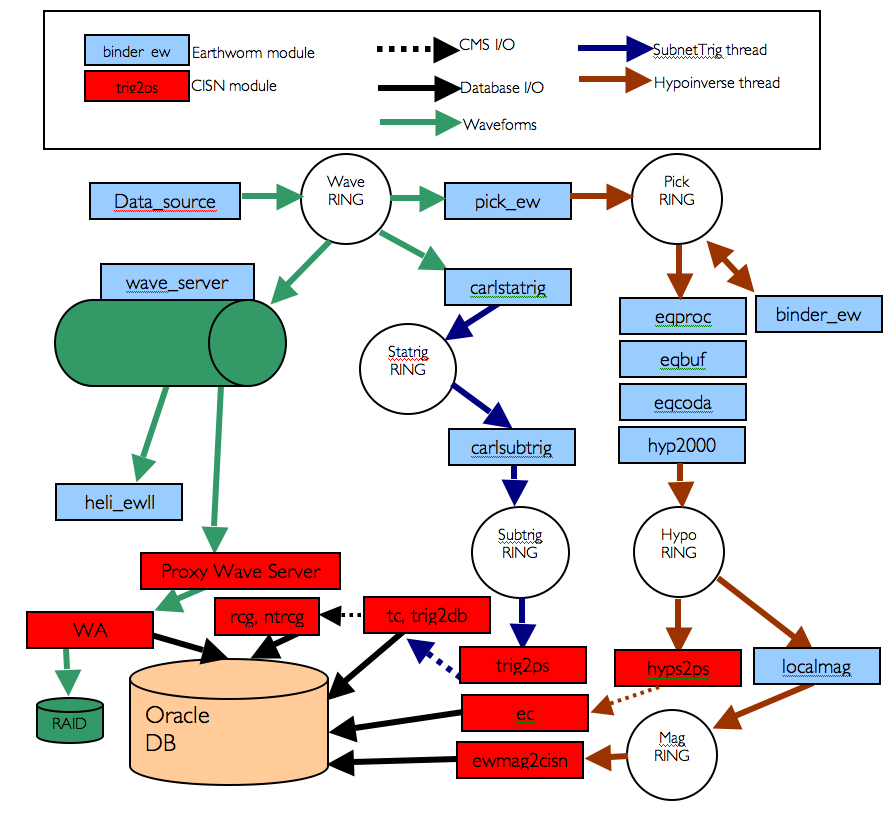 binder_ew
Earthworm module
CMS I/O
SubnetTrig thread
trig2ps
CISN module
Database I/O
Hypoinverse thread
Waveforms
Wave
RING
Pick
RING
Data_source
pick_ew
wave_server
carlstatrig
eqproc
binder_ew
Statrig
RING
eqbuf
eqcoda
carlsubtrig
hyp2000
heli_ewII
Subtrig
RING
Hypo
RING
Proxy Wave Server
rcg, ntrcg
tc, trig2db
WA
trig2ps
hyps2ps
localmag
RAID
Oracle
DB
ec
Mag
RING
ewmag2cisn